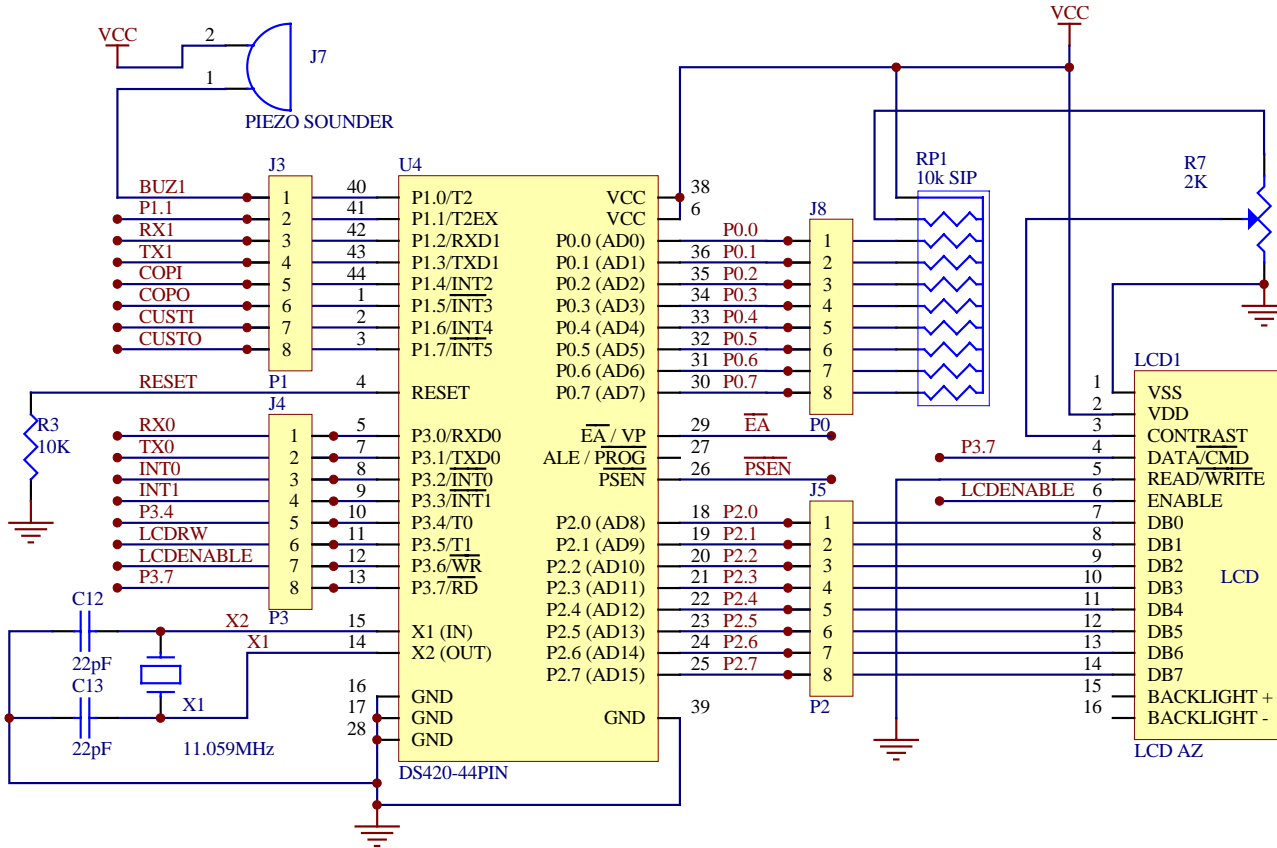 VCC
2
1
J7
PIEZO SOUNDER
VCC
J3
BUZ1
P1.1
RX1
TX1
COPI
COPO
CUSTI
CUSTO
1
2
3
4
5
6
7
8
P1
40
41
42
43
44
1
2
3
RESET
4
R3
10K
J4
RX0
TX0
INT0
INT1
P3.4
LCDRW
LCDENABLE
P3.7
1
2
3
4
5
6
7
8
P3
5
7
8
9
10
11
12
13
C12
22pF
C13
22pF
X2
X1
X1
11.059MHz
15
14
16
17
28
U4
P1.0/T2
P1.1/T2EX
P1.2/RXD1
P1.3/TXD1
P1.4/INT2
P1.5/INT3
P1.6/INT4
P1.7/INT5
RESET
P3.0/RXD0
P3.1/TXD0
P3.2/INT0
P3.3/INT1
P3.4/T0
P3.5/T1
P3.6/WR
P3.7/RD
X1 (IN)
X2 (OUT)
GND
GND
GND
VCC
VCC
P0.0 (AD0)
P0.1 (AD1)
P0.2 (AD2)
P0.3 (AD3)
P0.4 (AD4)
P0.5 (AD5)
P0.6 (AD6)
P0.7 (AD7)
EA / VP
ALE / PROG
PSEN
P2.0 (AD8)
P2.1 (AD9)
P2.2 (AD10)
P2.3 (AD11)
P2.4 (AD12)
P2.5 (AD13)
P2.6 (AD14)
P2.7 (AD15)
GND
DS420-44PIN
38
6
36
35
34
33
32
31
30
29
27
26
18
19
20
21
22
23
24
25
39
P0.0
P0.1
P0.2
P0.3
P0.4
P0.5
P0.6
P0.7
EA
PSEN
P2.0
P2.1
P2.2
P2.3
P2.4
P2.5
P2.6
P2.7
J8
1
2
3
4
5
6
7
8
P0
J5
1
2
3
4
5
6
7
8
P2
RP1
10k SIP
R7
2K
P3.7
LCDENABLE
LCD1
1
2
3
4
5
6
7
8
9
10
11
12
13
14
15
16
VSS
VDD
CONTRAST
DATA/CMD
READ/WRITE
ENABLE
DB0
DB1
DB2
DB3
DB4
DB5
DB6
DB7
BACKLIGHT +
BACKLIGHT -
LCD
LCD AZ